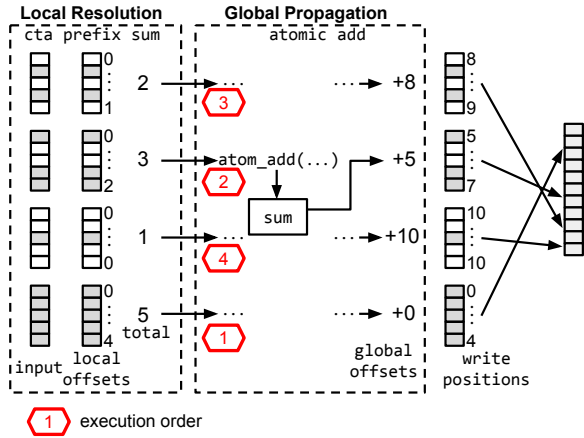 Local Resolution
Global Propagation
cta prefix sum
atomic add
0
⋮
1
2
...
...
+8
8
⋮
9
3
0
⋮
2
3
atom_add(...)
+5
5
⋮
7
2
sum
0
⋮
0
1
...
...
+10
10
⋮
10
4
0
⋮
4
5
total
...
...
+0
0
⋮
4
1
input
local
offsets
global
offsets
write
positions
1
execution order